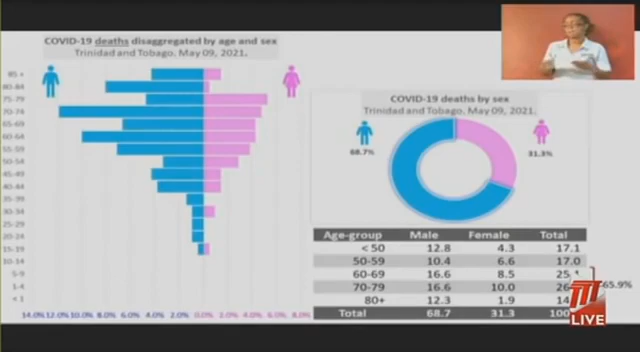 COVID-19 deaths disaggregated by age and sex
Trinidad and Tobago. May 09, 2021.
85 +
80-84
75-79
70-74
65-69
60-64
55-59
50-54
45-49
40-44
35-39
30-34
25-29
20-24
15-19
10-14
5-9
1-4
< 1
14.0% 12.0% 10.0% 8.0% 6.0% 4.0% 2.0% 0.0% 2.0% 4.0% 6.0% 8.0%
COVID-19 deaths by sex
Trinidad and Tobago. May 09, 2021.
68.7%
31.3%
Age-group Male Female Total
< 50 12.8 4.3 17.1
50-59 10.4 6.6 17.0
60-69 16.6 8.5
70-79 16.6 10.0
80+ 12.3 1.9
Total 68.7 31.3
65.9%
LIVE